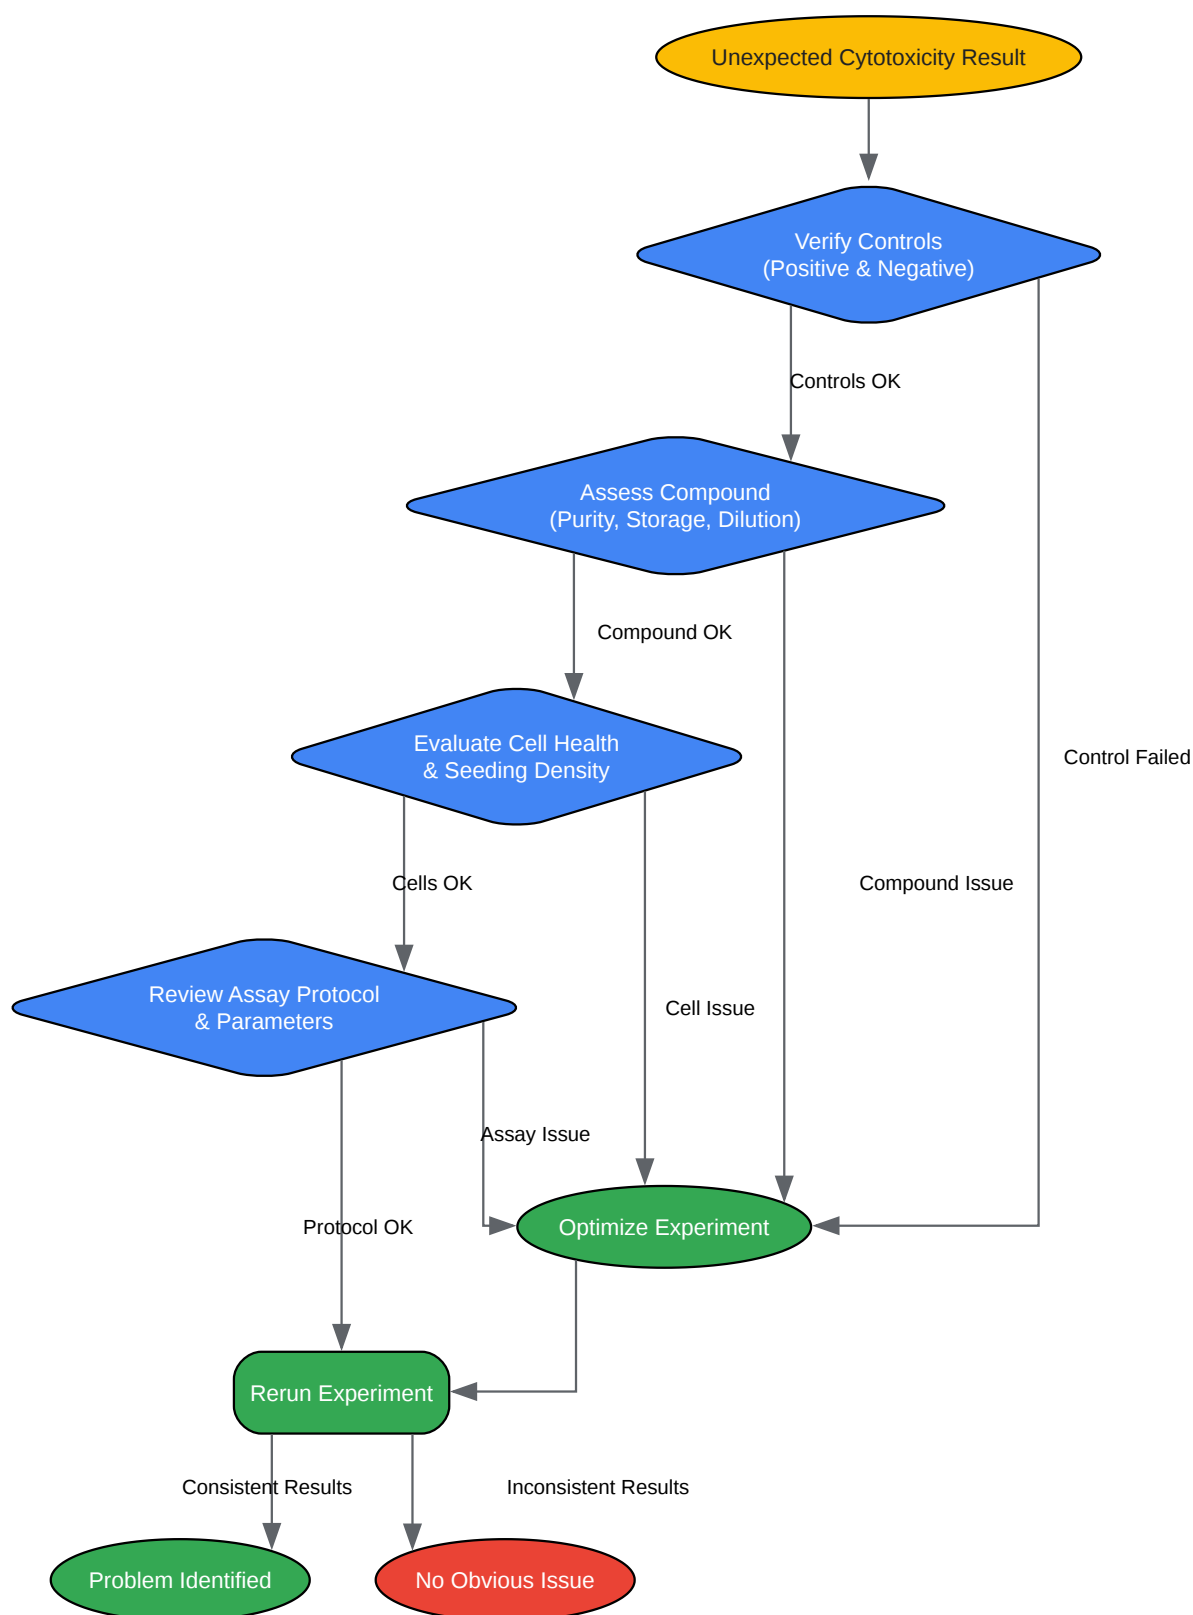 Unexpected Cytotoxicity Result
Verify Controls
(Positive & Negative)
Controls OK
Assess Compound
(Purity, Storage, Dilution)
Compound OK
Evaluate Cell Health
& Seeding Density
Control Failed
Cells OK
Compound Issue
Review Assay Protocol
& Parameters
Cell Issue
Assay Issue
Protocol OK
Optimize Experiment
Rerun Experiment
Consistent Results
Inconsistent Results
Problem Identified
No Obvious Issue